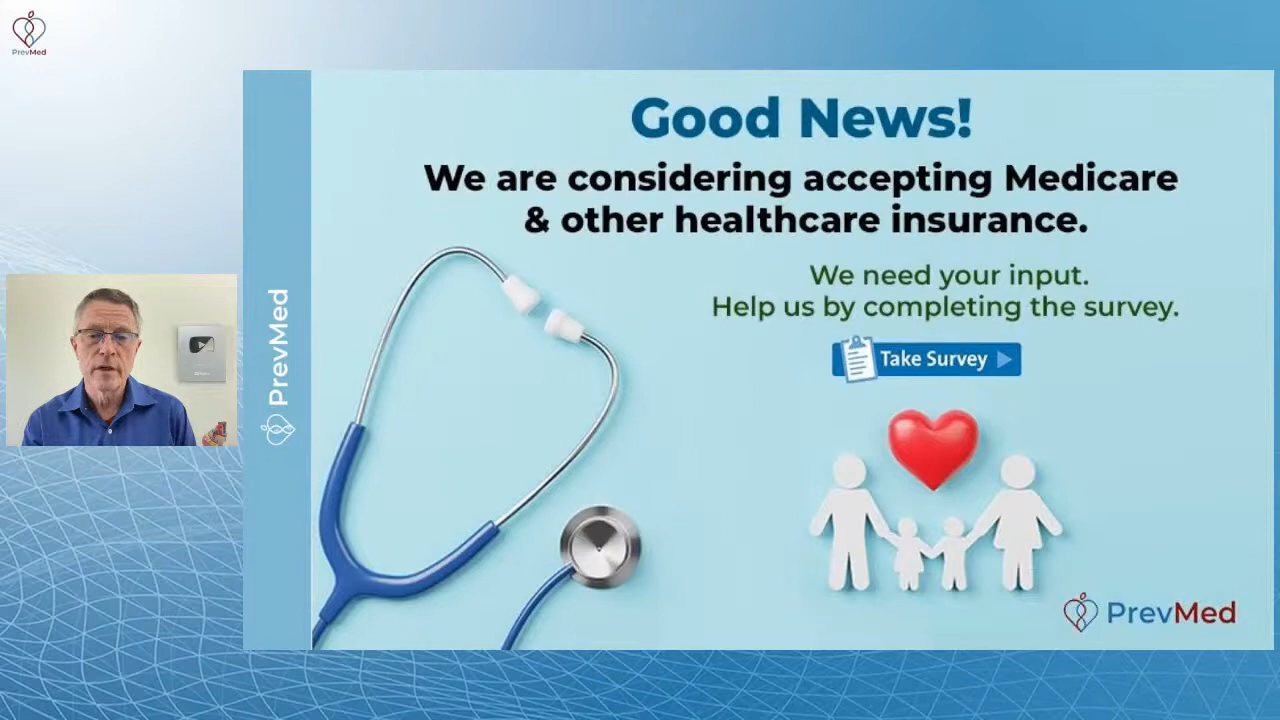 PrevMed
Good News!
We are considering accepting Medicare
& other healthcare insurance.
We need your input.
Help us by completing the survey.
Take Survey
PrevMed
PrevMed